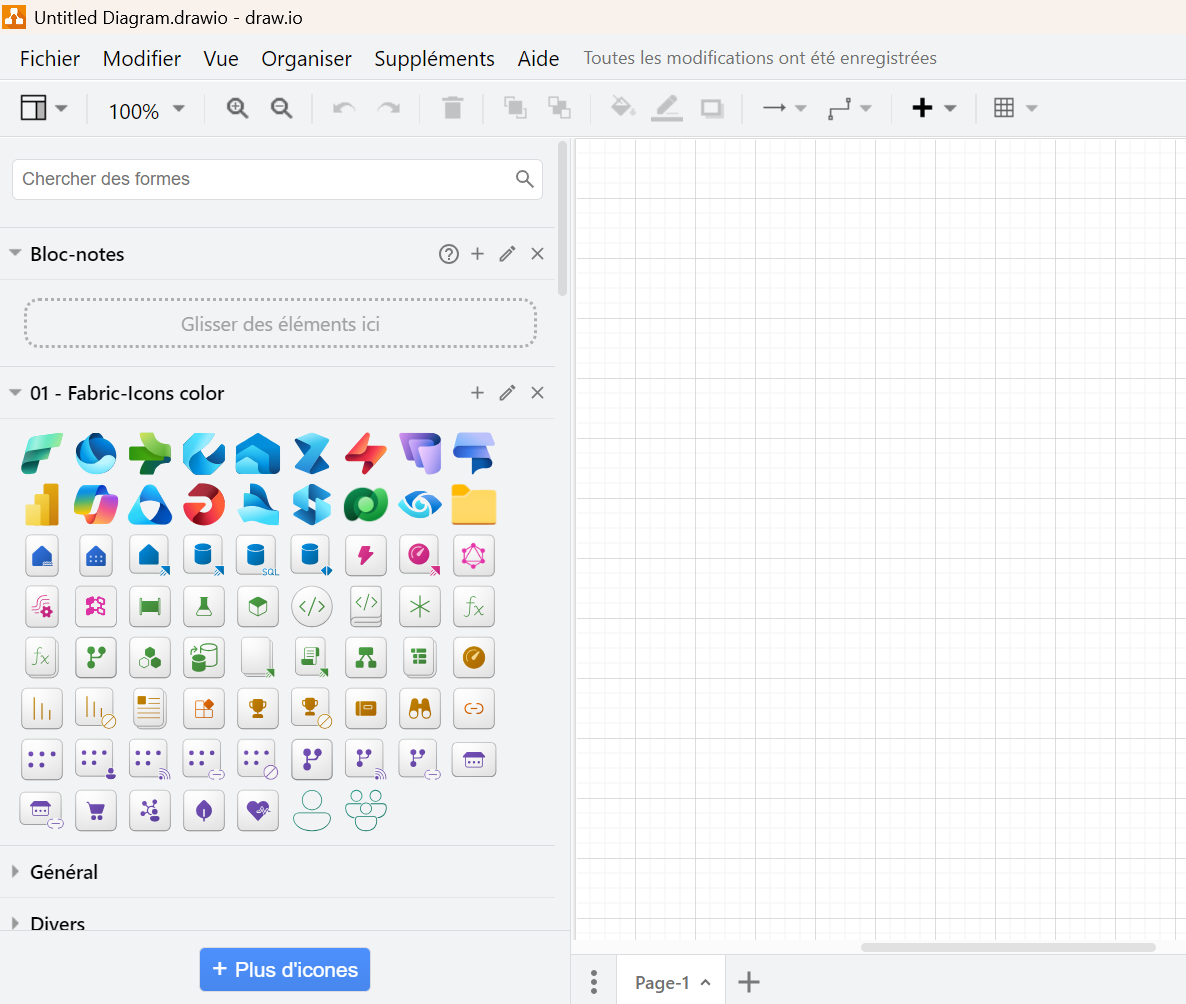 Untitled Diagram.drawio - draw.io
Fichier Modifier Vue Organiser Suppléments Aide Toutes les modifications ont été enregistrées
100%
Chercher des formes
Bloc-notes
Glisser des éléments ici
01 - Fabric-Icons color
SQL
</>
</>
fx
fx
Général
Divers
+ Plus d'icones
Page-1